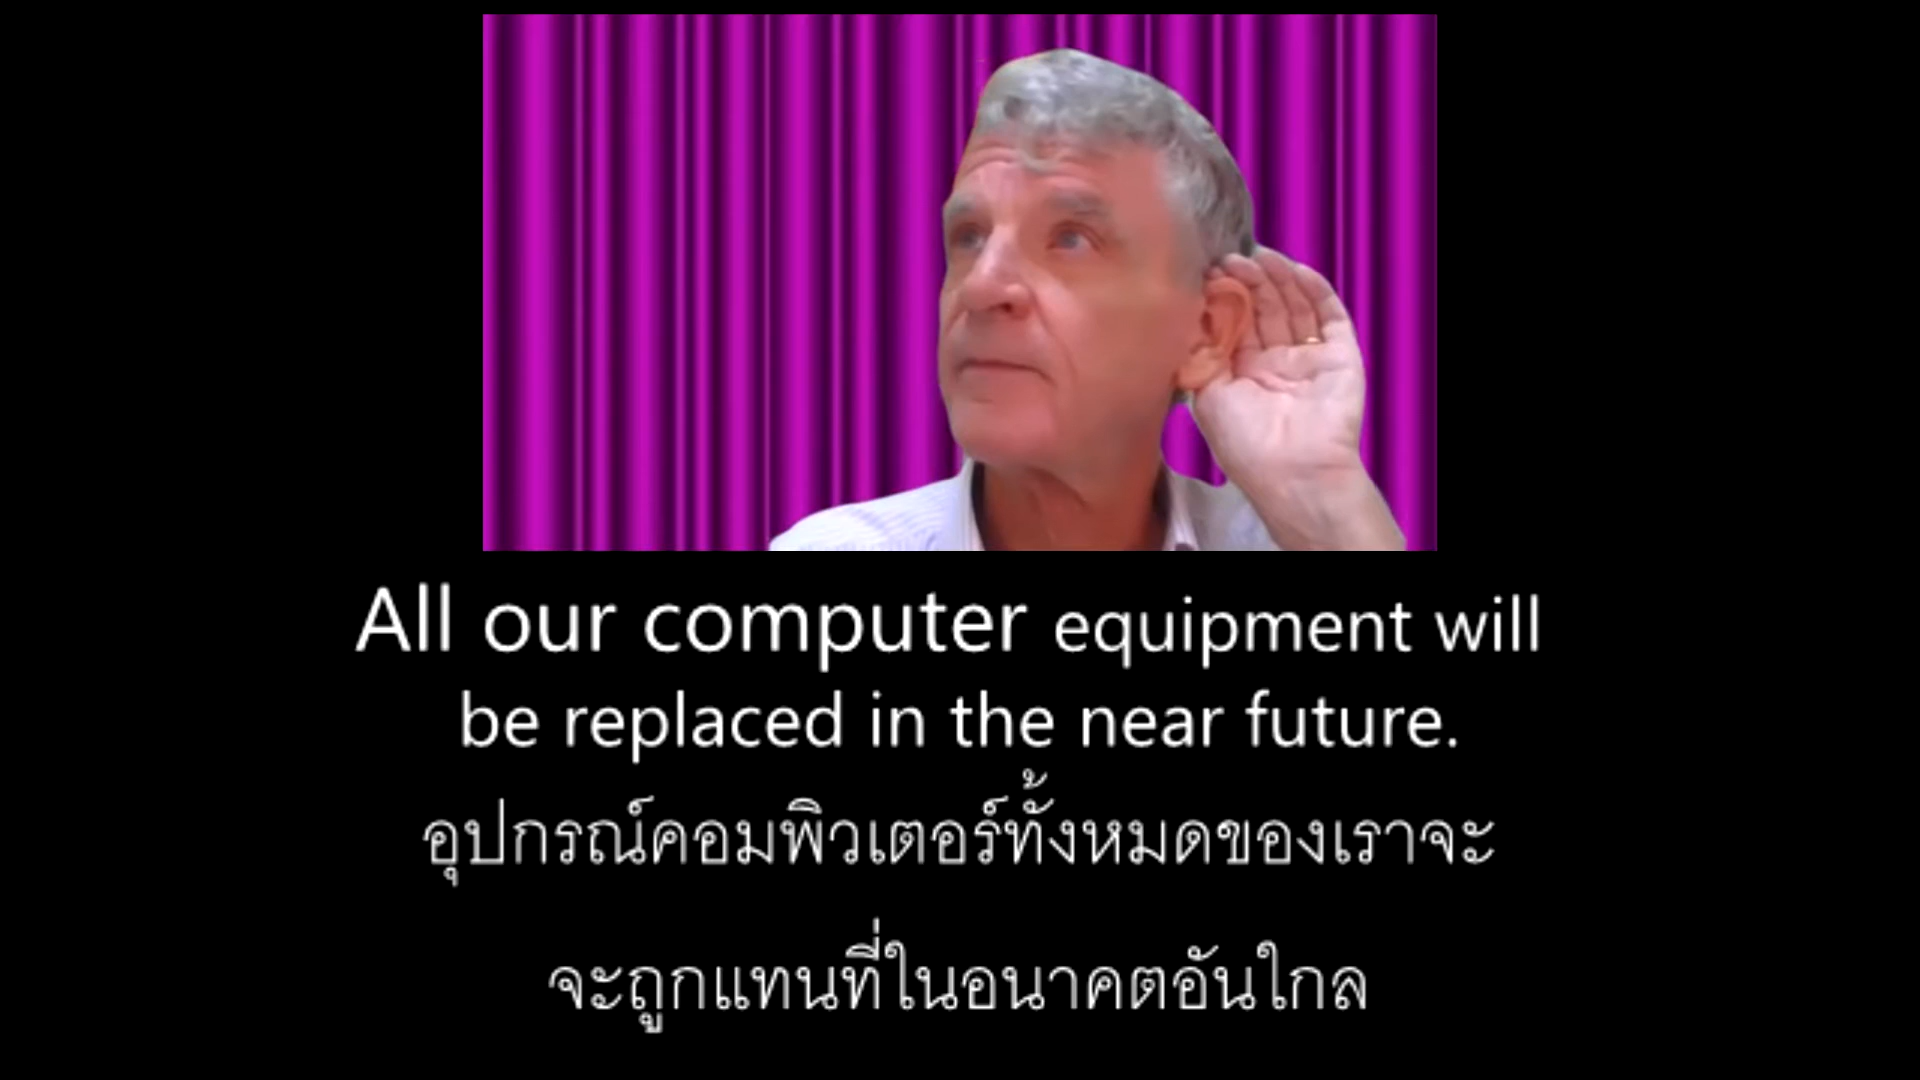 All our computer equipment will
be replaced in the near future.
อุปกรณ์คอมพิวเตอร์ทั้งหมดของเราจะ
จะถูกแทนที่ในอนาคตอันใกล